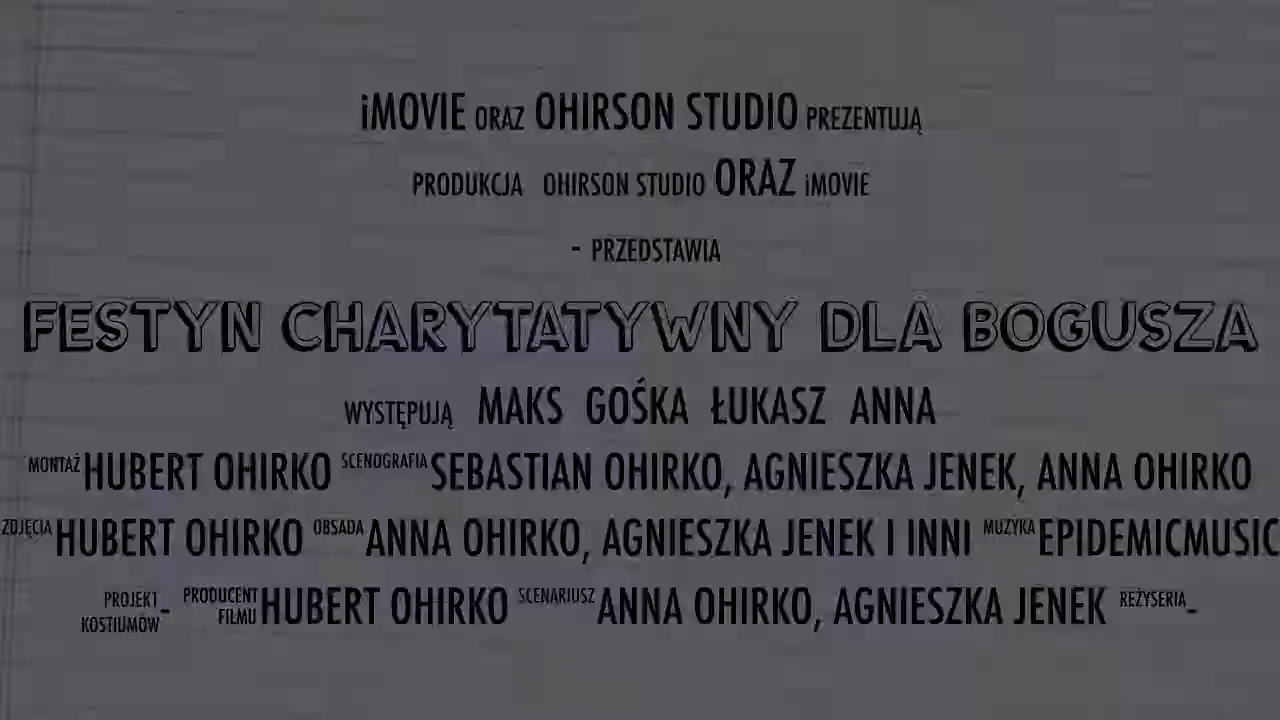 iMOVIE ORAZ OHIRSON STUDIO PREZENTUJĄ
PRODUKCJA OHIRSON STUDIO ORAZ iMOVIE
- PRZEDSTAWIA
FESTYN CHARYTATYWNY DLA BOGUSZA
WYSTĘPUJĄ MAKS GOŚKA ŁUKASZ ANNA
MONTAŻ HUBERT OHIRKO SCENOGRAFIA SEBASTIAN OHIRKO, AGNIESZKA JENEK, ANNA OHIRKO
ZDJĘCIA HUBERT OHIRKO OBSADA ANNA OHIRKO, AGNIESZKA JENEK I INNI MUZYKA EPIDEMICMUSIC
PROJEKT KOSTIUMÓW - PRODUCENT FILMU HUBERT OHIRKO SCENARIUSZ ANNA OHIRKO, AGNIESZKA JENEK REŻYSERIA -